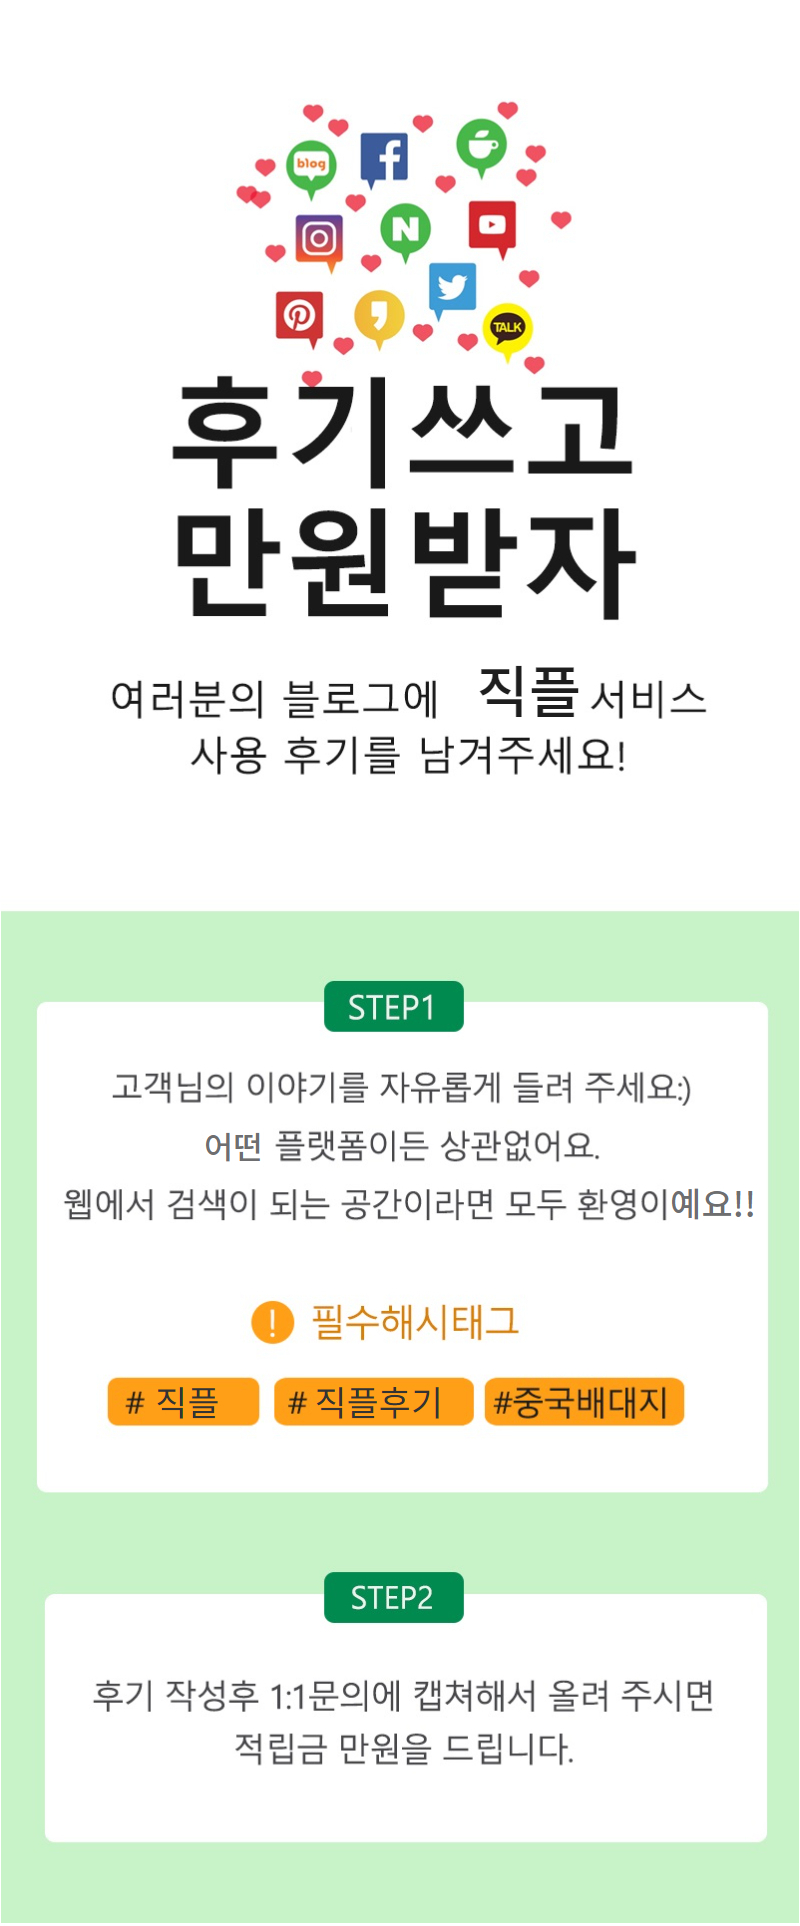 blog
TALK
후기쓰고
만원받자
여러분의 블로그에 직플 서비스
사용 후기를 남겨주세요!
STEP1
고객님의 이야기를 자유롭게 들려 주세요:)
어떤 플랫폼이든 상관없어요.
웹에서 검색이 되는 공간이라면 모두 환영이예요!!
! 필수해시태그
# 직플 # 직플후기 #중국배대지
STEP2
후기 작성후 1:1문의에 캡쳐해서 올려 주시면
적립금 만원을 드립니다.